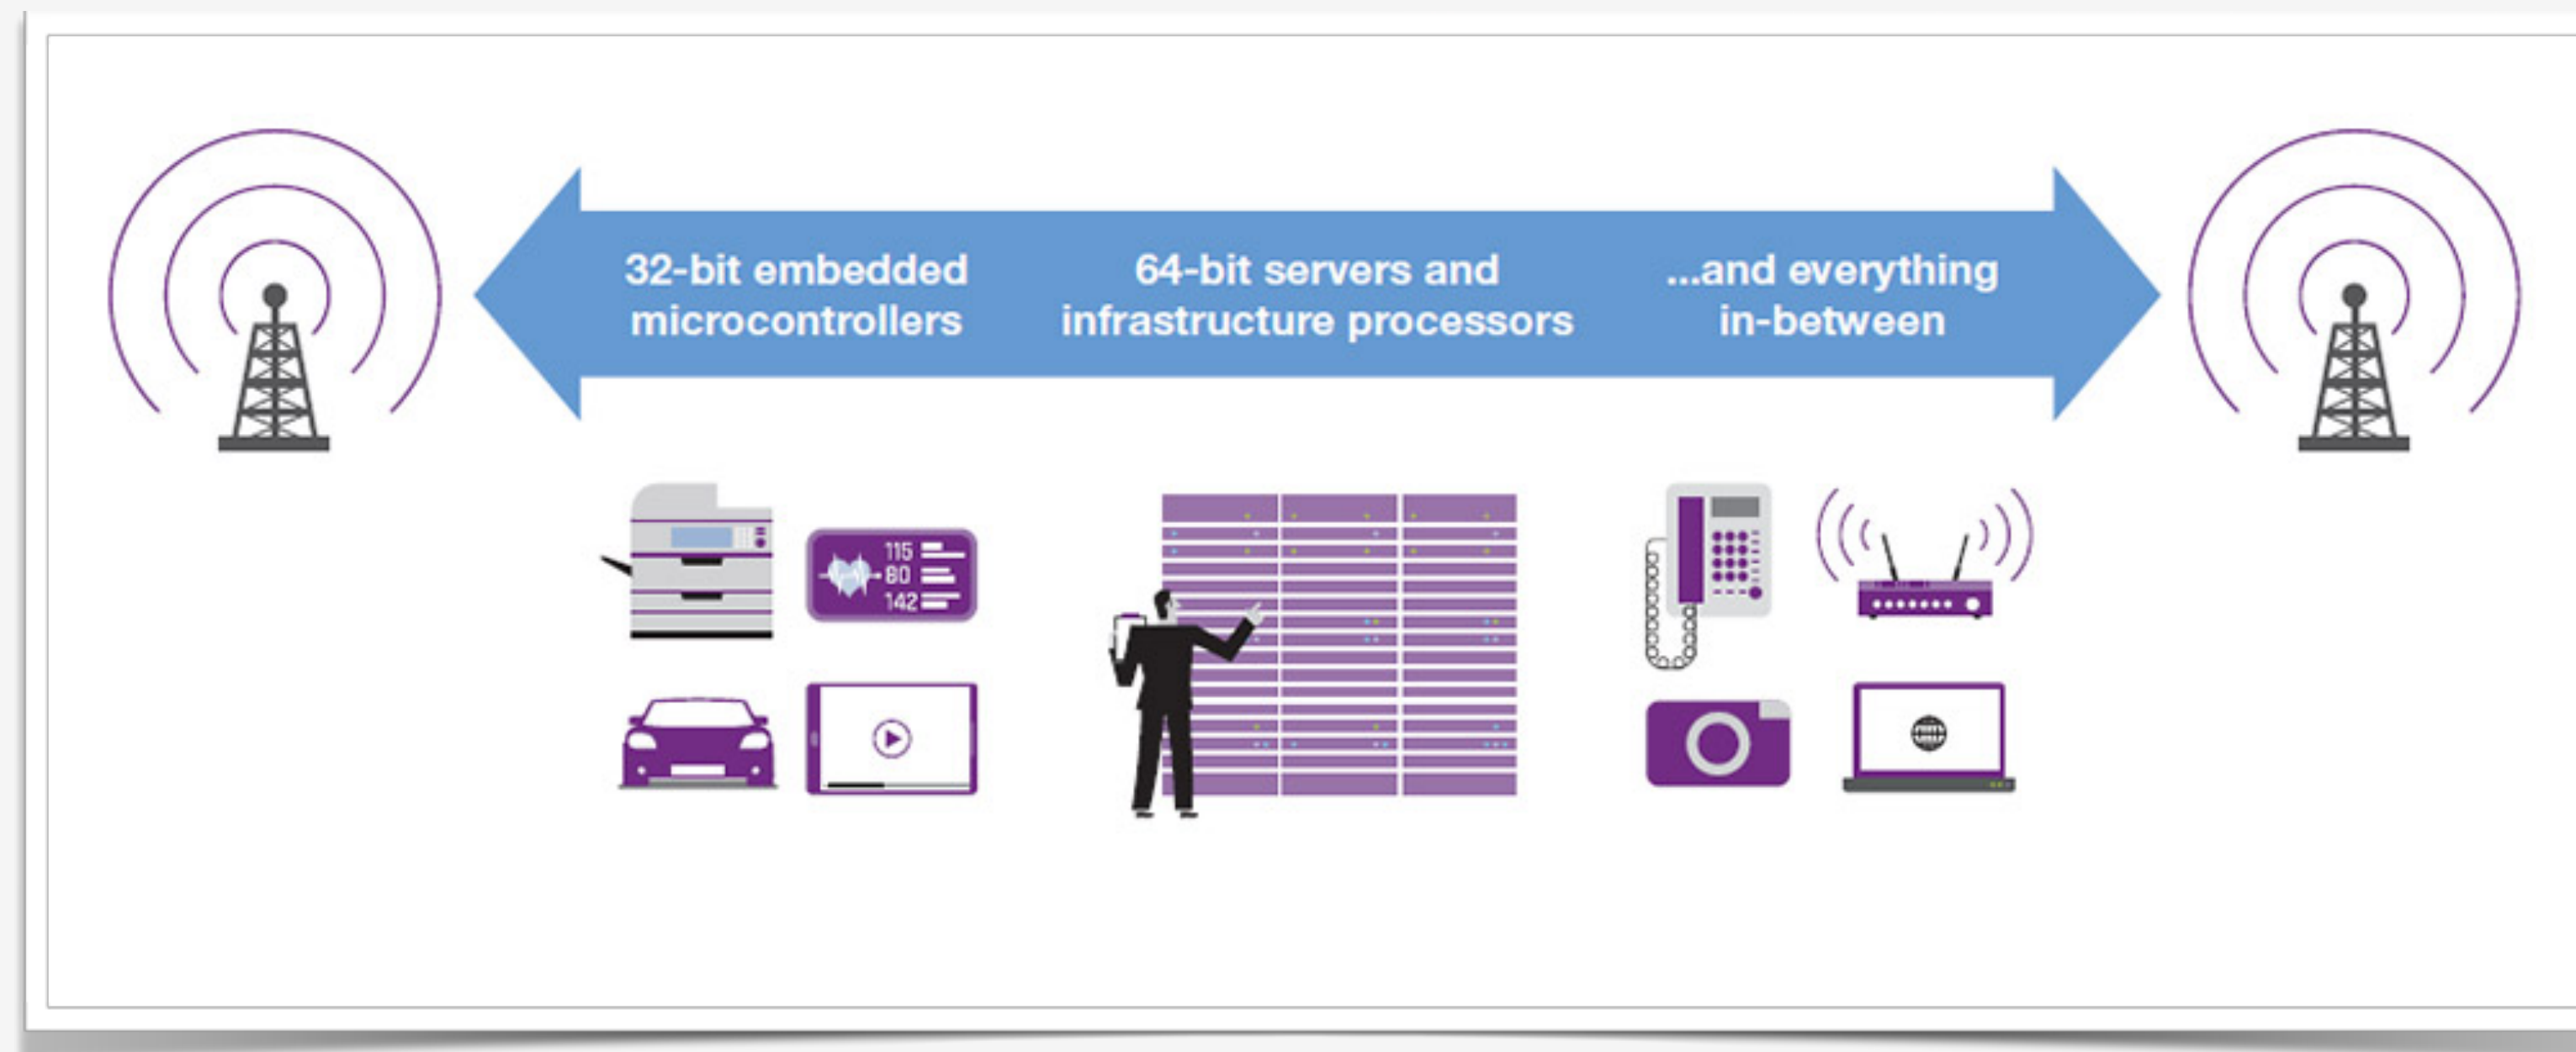 32-bit embedded
microcontrollers
64-bit servers and
infrastructure processors
...and everything
in-between
115
80
142